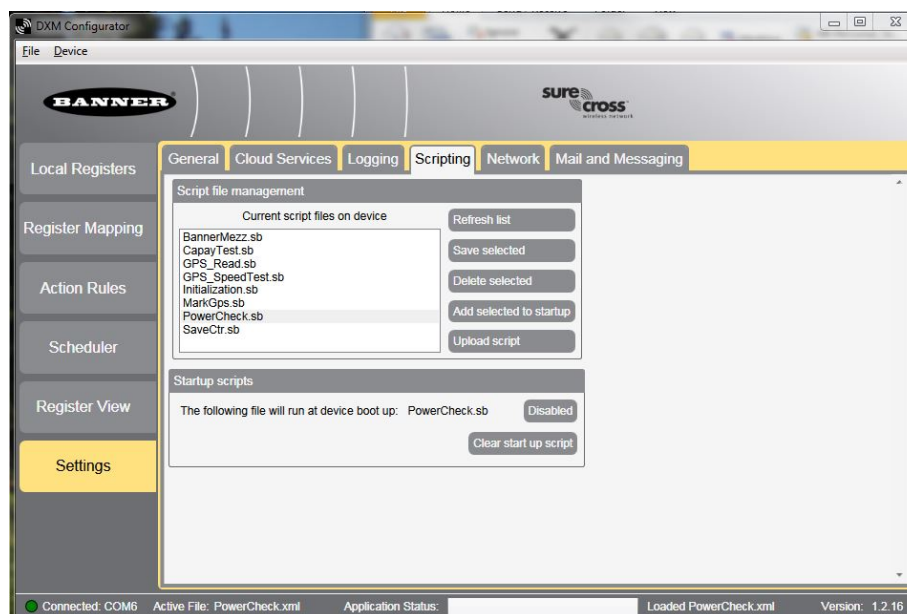 DXM Configurator
File Device
BANNER
sure cross
wireless network
Local Registers
Register Mapping
Action Rules
Scheduler
Register View
Settings
General Cloud Services Logging Scripting Network Mail and Messaging
Script file management
Current script files on device
BannerMezz.sb
CapayTest.sb
GPS_Read.sb
GPS_SpeedTest.sb
Initialization.sb
MarkGps.sb
PowerCheck.sb
SaveCtr.sb
Refresh list
Save selected
Delete selected
Add selected to startup
Upload script
Startup scripts
The following file will run at device boot up: PowerCheck.sb Disabled
Clear start up script
Connected: COM6 Active File: PowerCheck.xml Application Status: Loaded PowerCheck.xml Version: 1.2.16